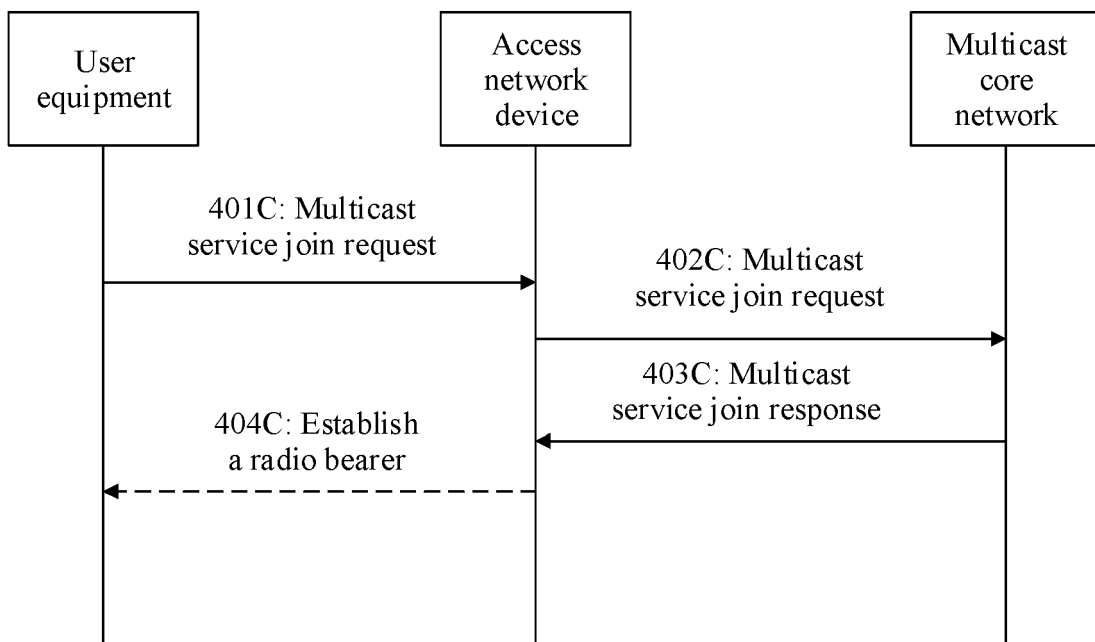 User
equipment
Access
network
device
Multicast
core
network
401C: Multicast
service join request
402C: Multicast
service join request
403C: Multicast
service join response
404C: Establish
a radio bearer